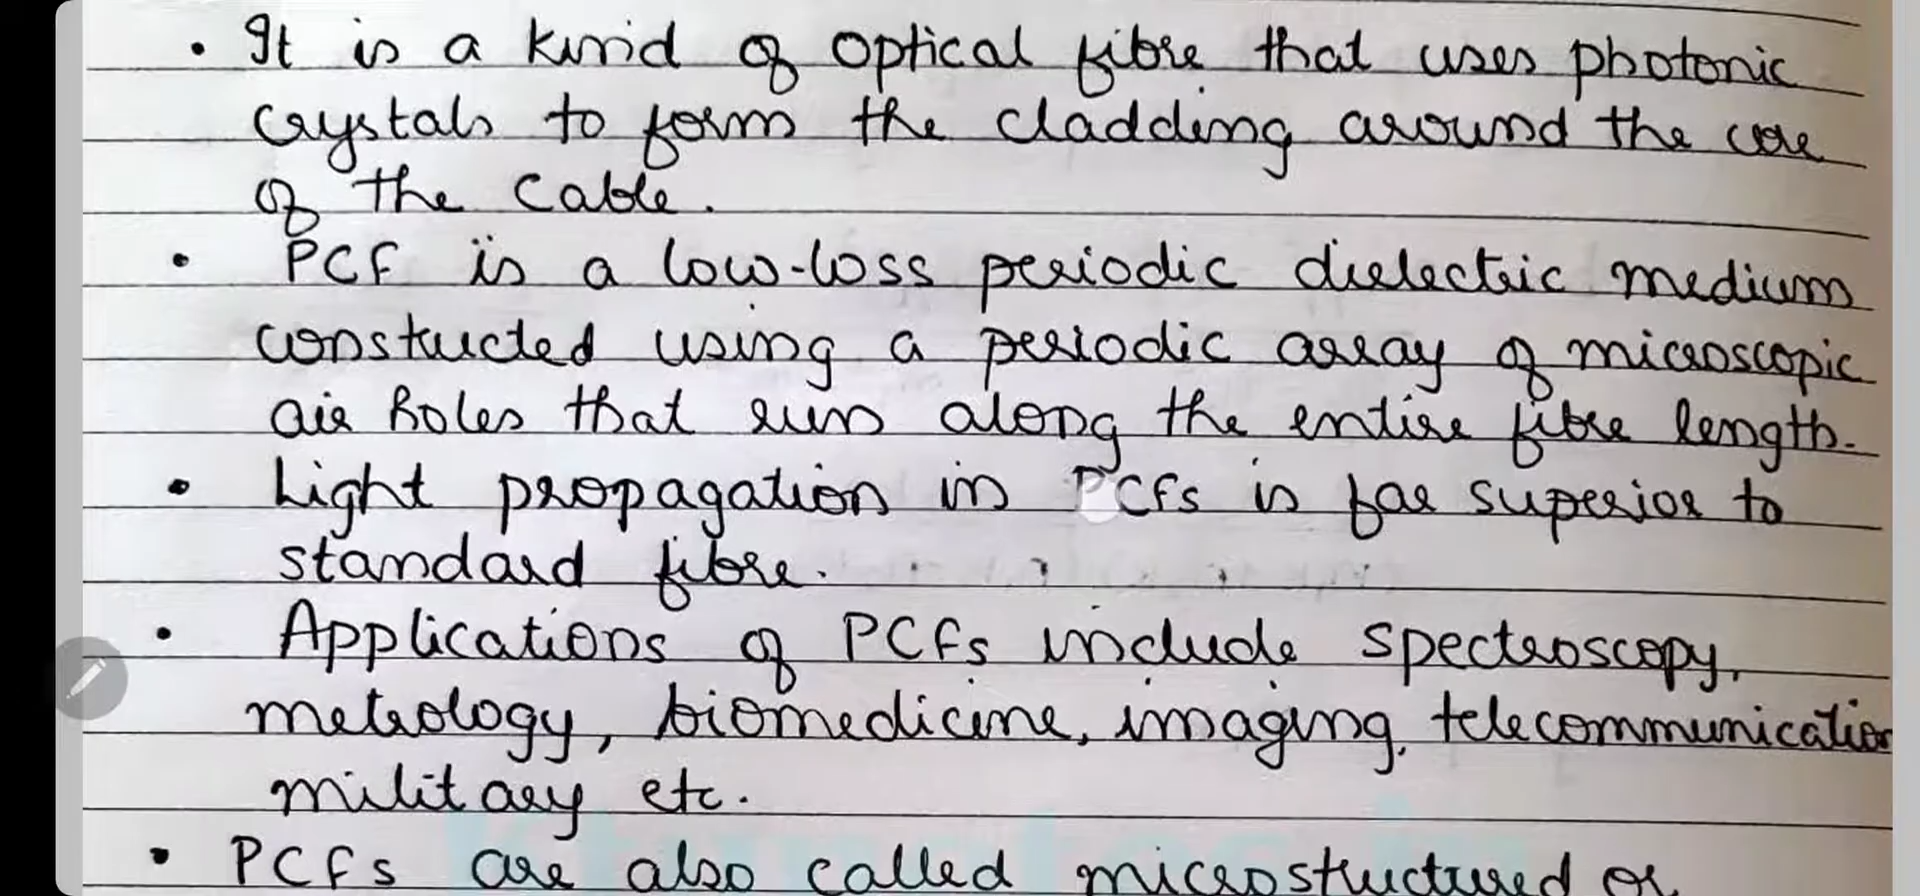 • It is a kind of optical fibre that uses photonic
crystals to form the cladding around the core
of the cable.
• PCF is a low-loss periodic dielectric medium
constucted using a periodic array of microscopic
air holes that run along the entire fibre length.
• Light propagation in PCFs is far superior to
standard fibre.
• Applications of PCFs include spectroscopy,
metrology, biomedicine, imaging, telecommunication
military etc.
• PCFs are also called microstructured or